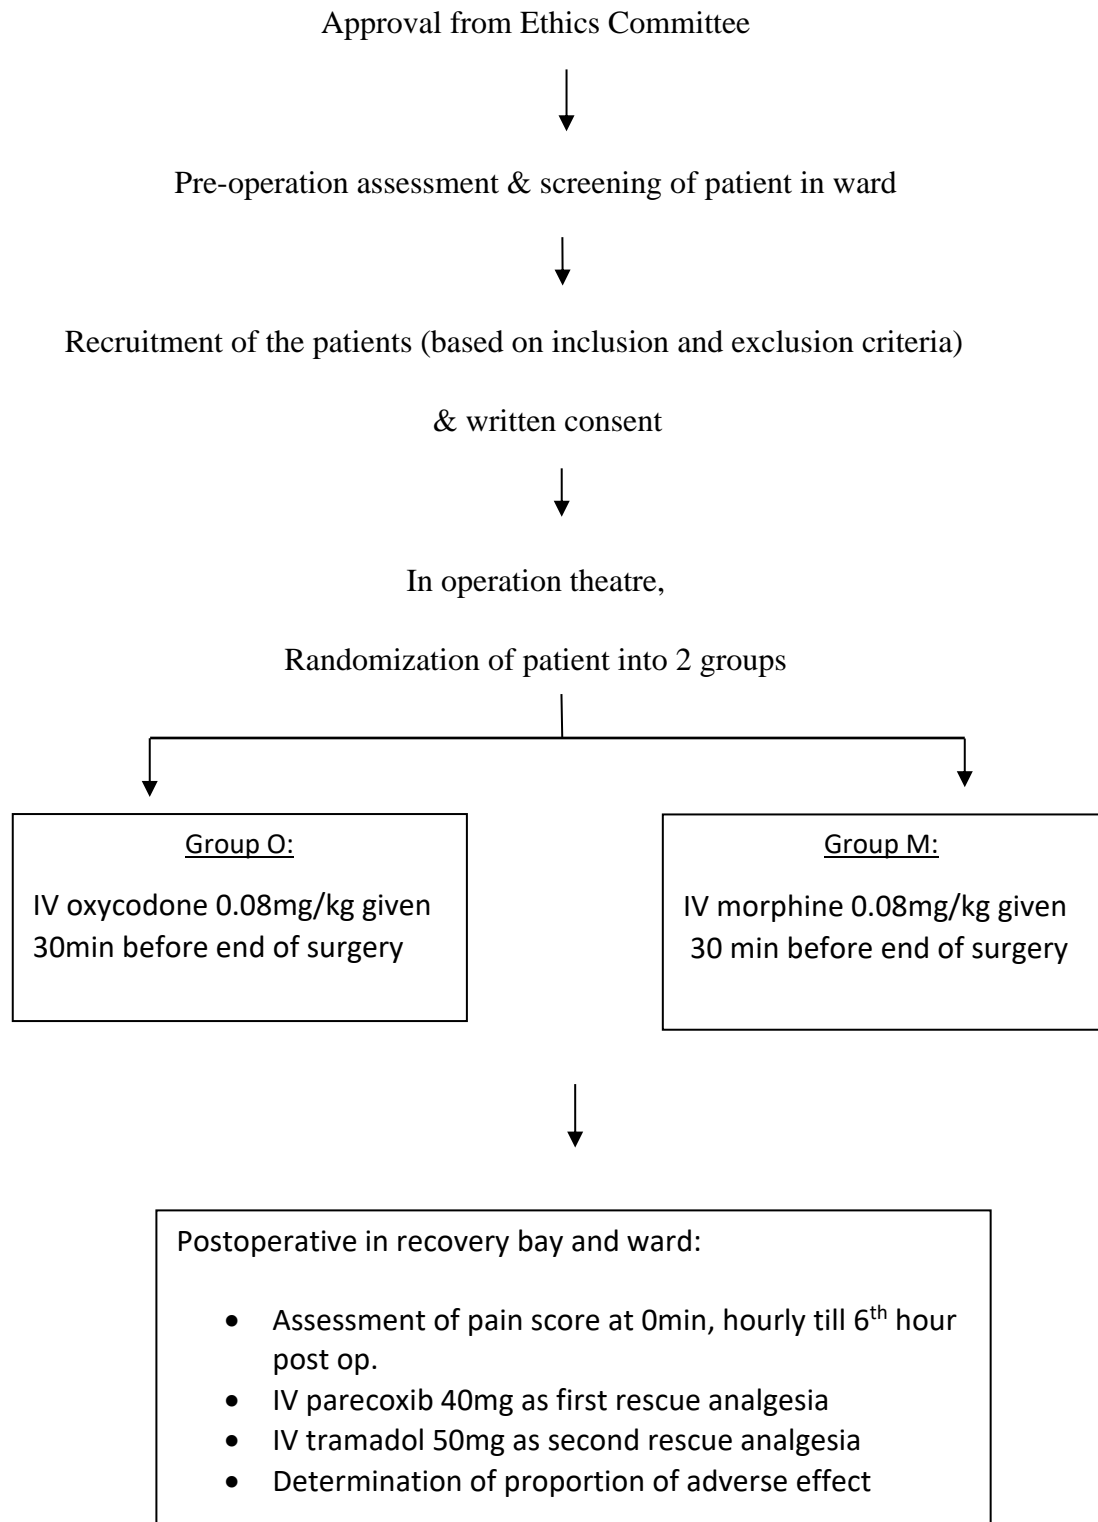 Approval from Ethics Committee
Pre-operation assessment & screening of patient in ward
Recruitment of the patients (based on inclusion and exclusion criteria)
& written consent
In operation theatre,
Randomization of patient into 2 groups
Group O:
IV oxycodone 0.08mg/kg given
30min before end of surgery
Group M:
IV morphine 0.08mg/kg given
30 min before end of surgery
Postoperative in recovery bay and ward:
• Assessment of pain score at 0min, hourly till 6th hour
post op.
• IV parecoxib 40mg as first rescue analgesia
• IV tramadol 50mg as second rescue analgesia
• Determination of proportion of adverse effect